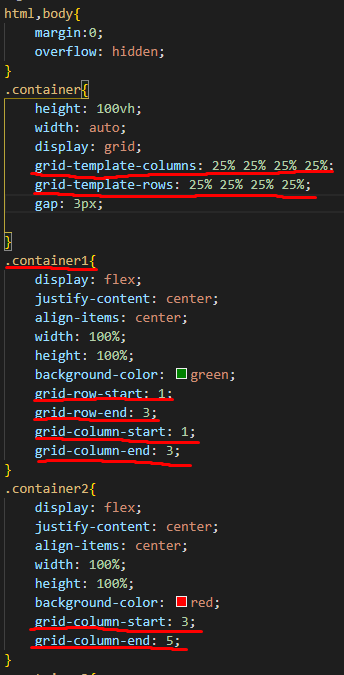 html,body{
margin:0;
overflow: hidden;
}
.container{
height: 100vh;
width: auto;
display: grid;
grid-template-columns: 25% 25% 25% 25%;
grid-template-rows: 25% 25% 25% 25%;
gap: 3px;
}
.container1{
display: flex;
justify-content: center;
align-items: center;
width: 100%;
height: 100%;
background-color: green;
grid-row-start: 1;
grid-row-end: 3;
grid-column-start: 1;
grid-column-end: 3;
}
.container2{
display: flex;
justify-content: center;
align-items: center;
width: 100%;
height: 100%;
background-color: red;
grid-column-start: 3;
grid-column-end: 5;
}